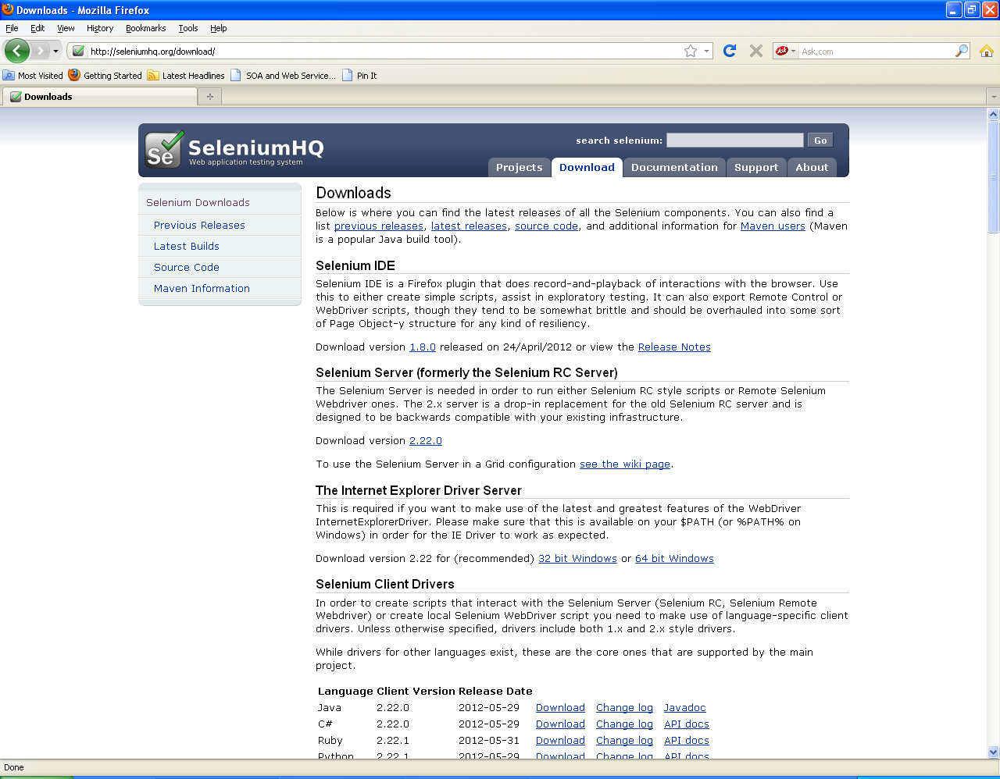 Downloads - Mozilla Firefox
File Edit View History Bookmarks Tools Help
http://seleniumhq.org/download/
Ask
Ask.com
Most Visited Getting Started Latest Headlines SOA and Web Service... Pin It
Downloads
Se SeleniumHQ
Web application testing system
search selenium: Go
Projects Download Documentation Support About
Selenium Downloads
Previous Releases
Latest Builds
Source Code
Maven Information
Downloads
Below is where you can find the latest releases of all the Selenium components. You can also find a
list previous releases, latest releases, source code, and additional information for Maven users (Maven
is a popular Java build tool).
Selenium IDE
Selenium IDE is a Firefox plugin that does record-and-playback of interactions with the browser. Use
this to either create simple scripts, assist in exploratory testing. It can also export Remote Control or
WebDriver scripts, though they tend to be somewhat brittle and should be overhauled into some sort
of Page Object-y structure for any kind of resiliency.
Download version 1.8.0 released on 24/April/2012 or view the Release Notes
Selenium Server (formerly the Selenium RC Server)
The Selenium Server is needed in order to run either Selenium RC style scripts or Remote Selenium
Webdriver ones. The 2.x server is a drop-in replacement for the old Selenium RC server and is
designed to be backwards compatible with your existing infrastructure.
Download version 2.22.0
To use the Selenium Server in a Grid configuration see the wiki page.
The Internet Explorer Driver Server
This is required if you want to make use of the latest and greatest features of the WebDriver
InternetExplorerDriver. Please make sure that this is available on your $PATH (or %PATH% on
Windows) in order for the IE Driver to work as expected.
Download version 2.22 for (recommended) 32 bit Windows or 64 bit Windows
Selenium Client Drivers
In order to create scripts that interact with the Selenium Server (Selenium RC, Selenium Remote
Webdriver) or create local Selenium WebDriver script you need to make use of language-specific client
drivers. Unless otherwise specified, drivers include both 1.x and 2.x style drivers.
While drivers for other languages exist, these are the core ones that are supported by the main
project.
Language Client Version Release Date
Java 2.22.0 2012-05-29 Download Change log Javadoc
C# 2.22.0 2012-05-29 Download Change log API docs
Ruby 2.22.1 2012-05-31 Download Change log API docs
Python 2.22.1 2012-05-29 Download Change log API docs
Done